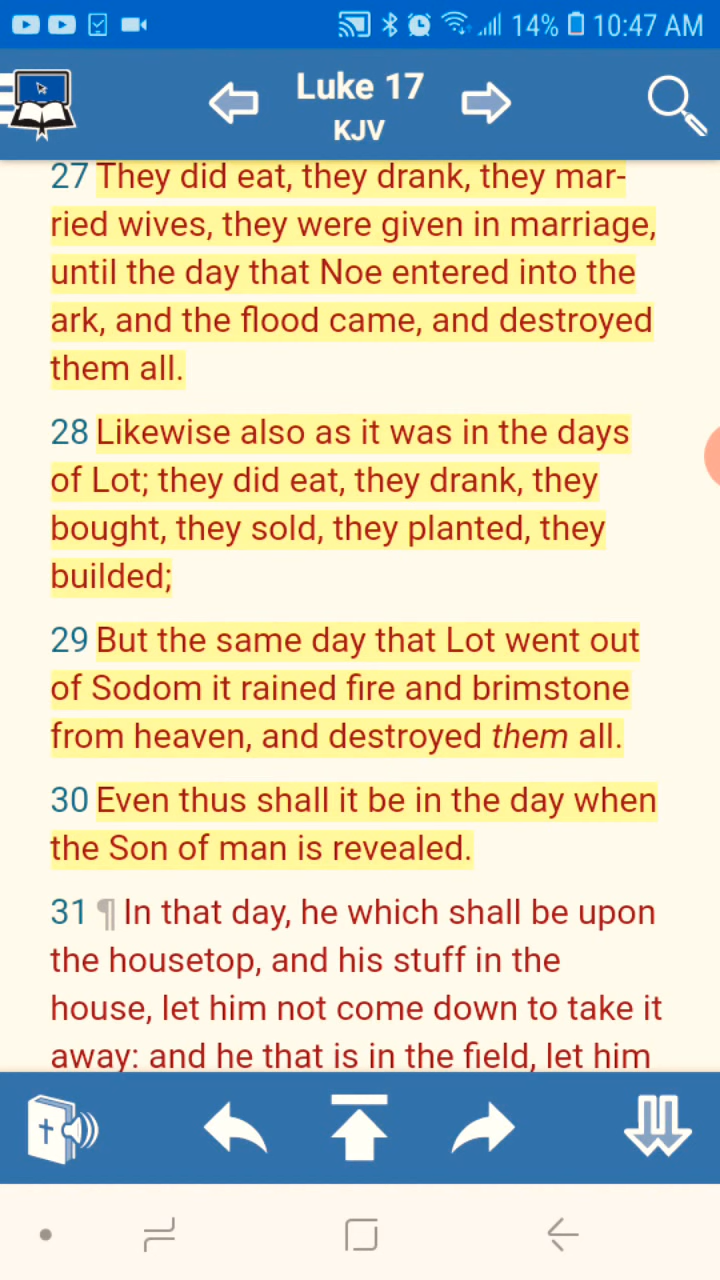 14% 10:47 AM
Luke 17
KJV
27 They did eat, they drank, they mar-
ried wives, they were given in marriage,
until the day that Noe entered into the
ark, and the flood came, and destroyed
them all.
28 Likewise also as it was in the days
of Lot; they did eat, they drank, they
bought, they sold, they planted, they
builded;
29 But the same day that Lot went out
of Sodom it rained fire and brimstone
from heaven, and destroyed them all.
30 Even thus shall it be in the day when
the Son of man is revealed.
31 ¶ In that day, he which shall be upon
the housetop, and his stuff in the
house, let him not come down to take it
away: and he that is in the field, let him